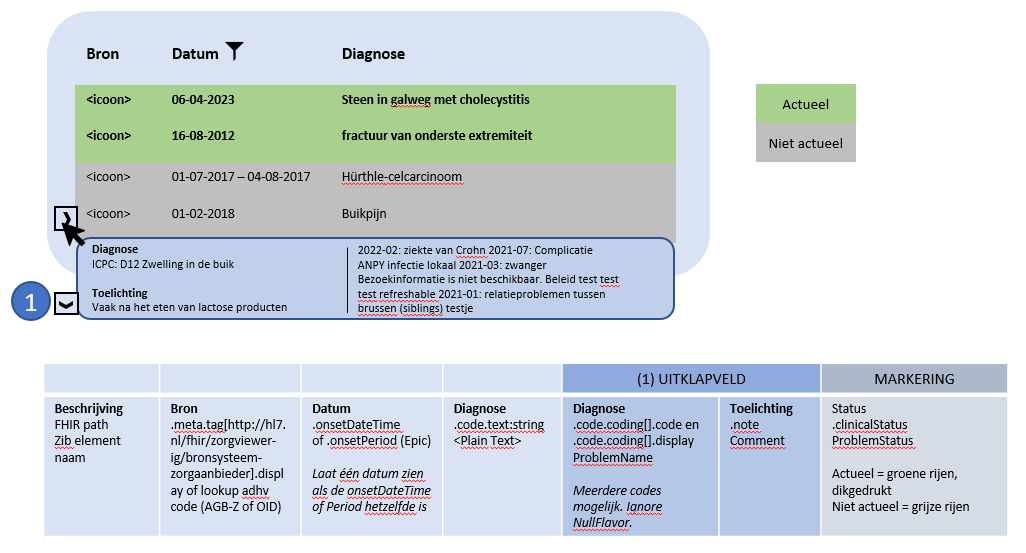 Bron Datum Diagnose
<icoon> 06-04-2023 Steen in galweg met cholecystitis
<icoon> 16-08-2012 fractuur van onderste extremiteit
<icoon> 01-07-2017 – 04-08-2017 Hürthle-celcarcinoom
<icoon> 01-02-2018 Buikpijn
Actueel
Niet actueel
Diagnose
ICPC: D12 Zwelling in de buik
Toelichting
Vaak na het eten van lactose producten
2022-02: ziekte van Crohn 2021-07: Complicatie
ANPY infectie lokaal 2021-03: zwanger
Bezoekinformatie is niet beschikbaar. Beleid test test
test refreshable 2021-01: relatieproblemen tussen
brussen (siblings) testje
1
(1) UITKLAPVELD
MARKERING
Beschrijving
FHIR path
Zib element
naam
Bron
.meta.tag[http://hl7.
nl/fhir/zorgviewer-
ig/bronsysteem-
zorgaanbieder].displ
ay of lookup adhv
code (AGB-Z of OID)
Datum
.onsetDateTime
of .onsetPeriod (Epic)
Laat één datum zien
als de onsetDateTime
of Period hetzelfde is
Diagnose
.code.text:string
<Plain Text>
Diagnose
.code.coding[].code en
.code.coding[].display
ProblemName
Meerdere codes
mogelijk. Ignore
NullFlavor.
Toelichting
.note
Comment
Status
.clinicalStatus
ProblemStatus
Actueel = groene rijen,
dikgedrukt
Niet actueel = grijze rijen